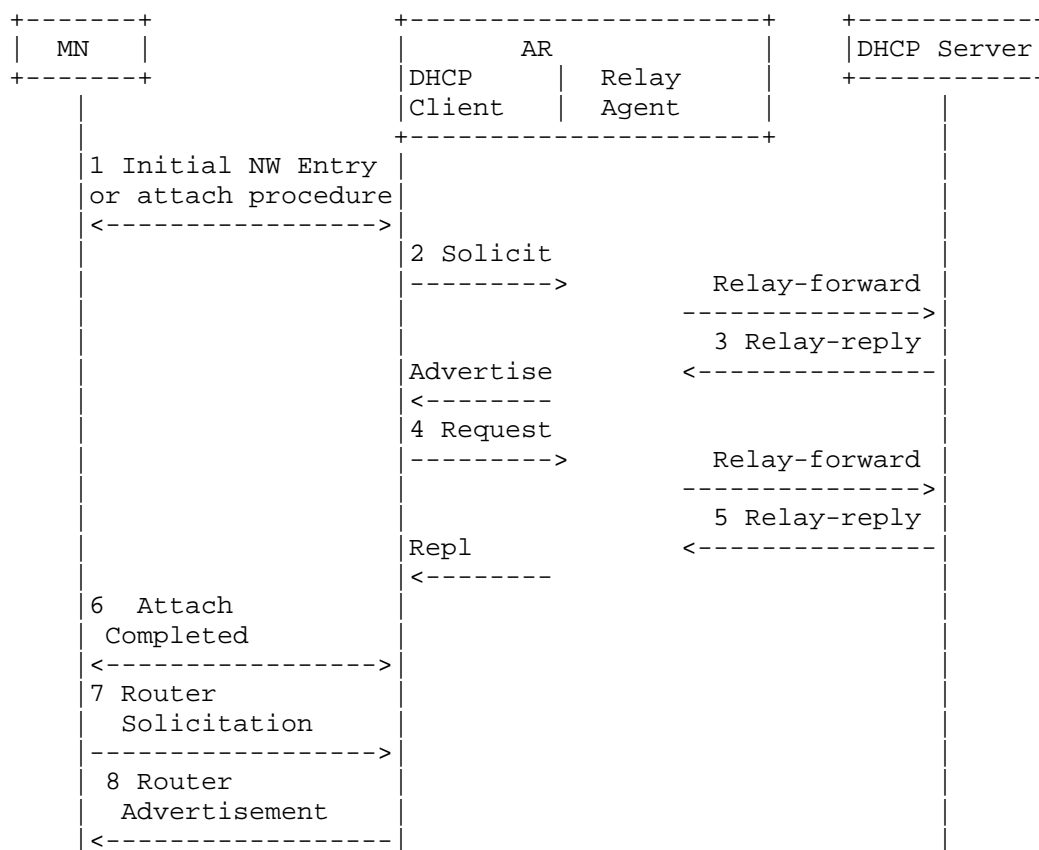 MN AR DHCP Server
DHCP Relay
Client Agent
1 Initial NW Entry
or attach procedure
2 Solicit
Relay-forward
3 Relay-reply
Advertise
4 Request
Relay-forward
5 Relay-reply
Repl
6 Attach
Completed
7 Router
Solicitation
8 Router
Advertisement